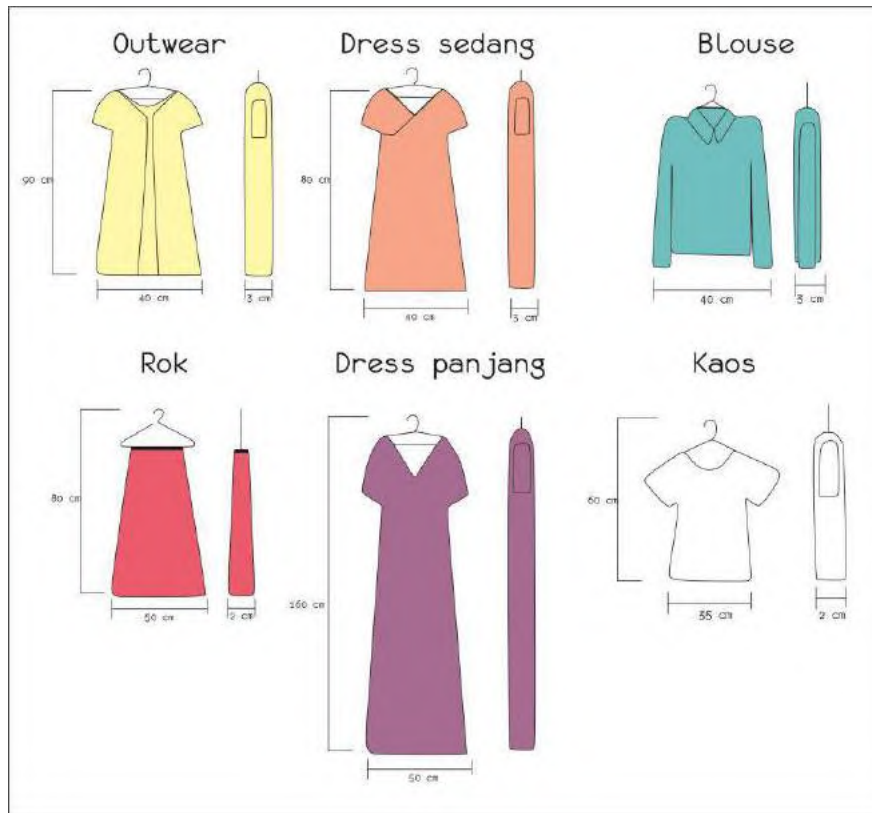 Outwear
Dress sedang
Blouse
90 cm
40 cm
3 cm
80 cm
40 cm
3 cm
40 cm
3 cm
Rok
Dress panjang
Kaos
80 cm
50 cm
2 cm
160 cm
50 cm
60 cm
35 cm
2 cm